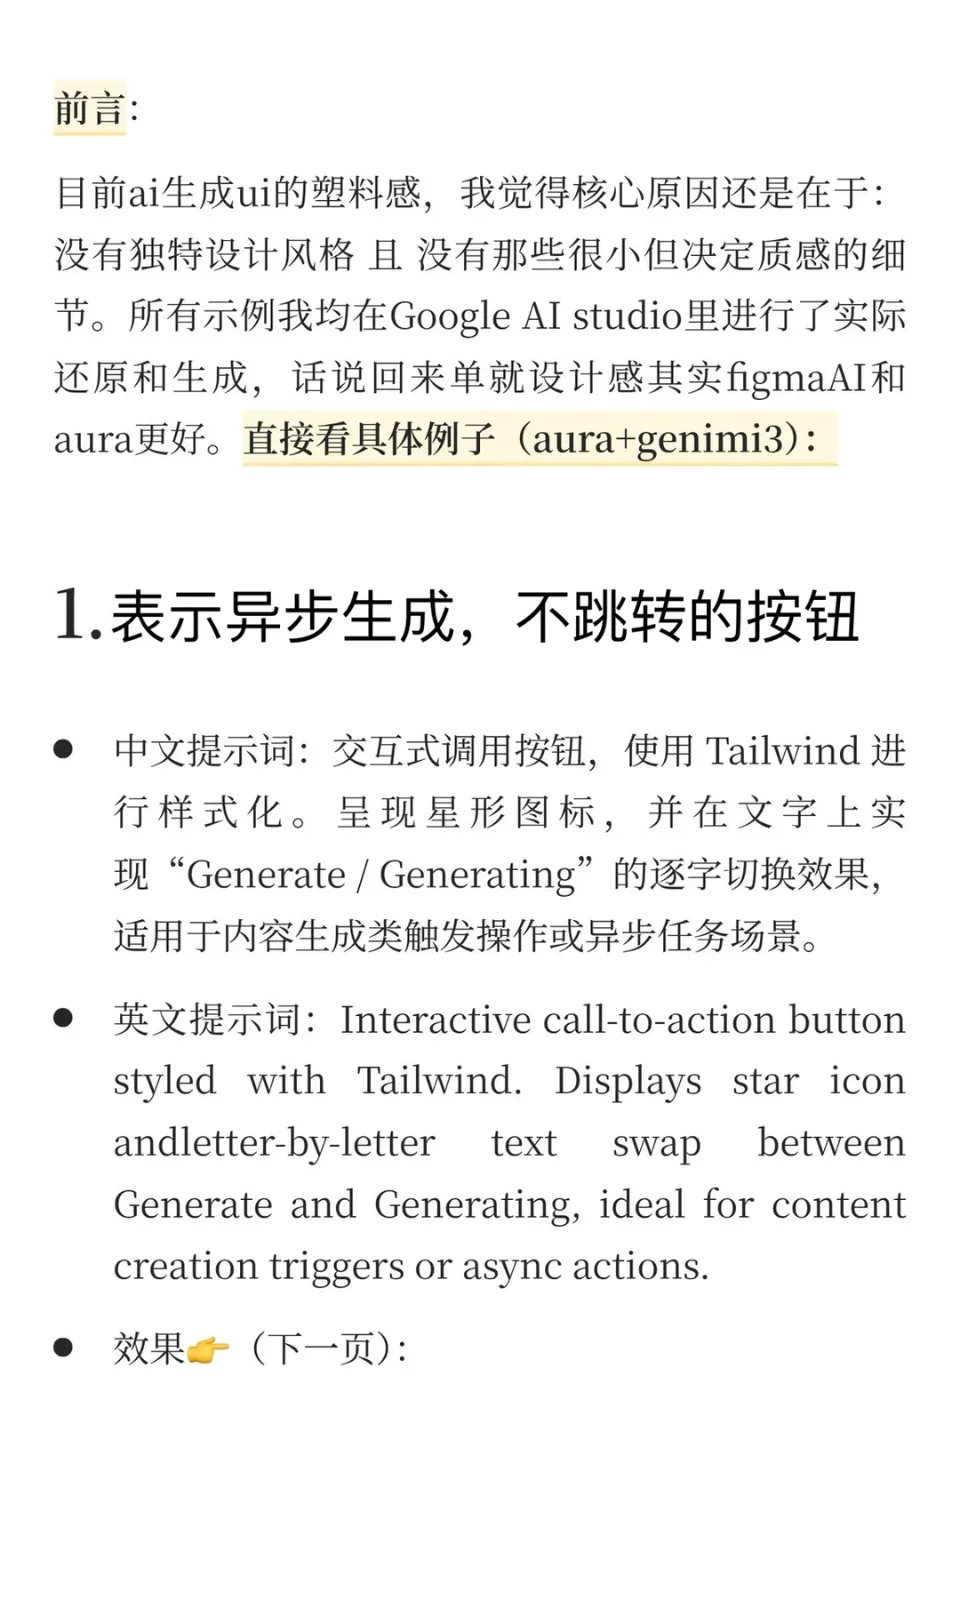 前言：
目前ai生成ui的塑料感，我觉得核心原因还是在于：
没有独特设计风格 且 没有那些很小但决定质感的细
节。所有示例我均在Google AI studio里进行了实际
还原和生成，话说回来单就设计感其实figmaAI和
aura更好。直接看具体例子（aura+genimi3）：
1.表示异步生成，不跳转的按钮
● 中文提示词：交互式调用按钮，使用 Tailwind 进
行样式化。呈现星形图标，并在文字上实
现“Generate / Generating”的逐字切换效果，
适用于内容生成类触发操作或异步任务场景。
● 英文提示词：Interactive call-to-action button
styled with Tailwind. Displays star icon
andletter-by-letter text swap between
Generate and Generating, ideal for content
creation triggers or async actions.
● 效果👉（下一页）：